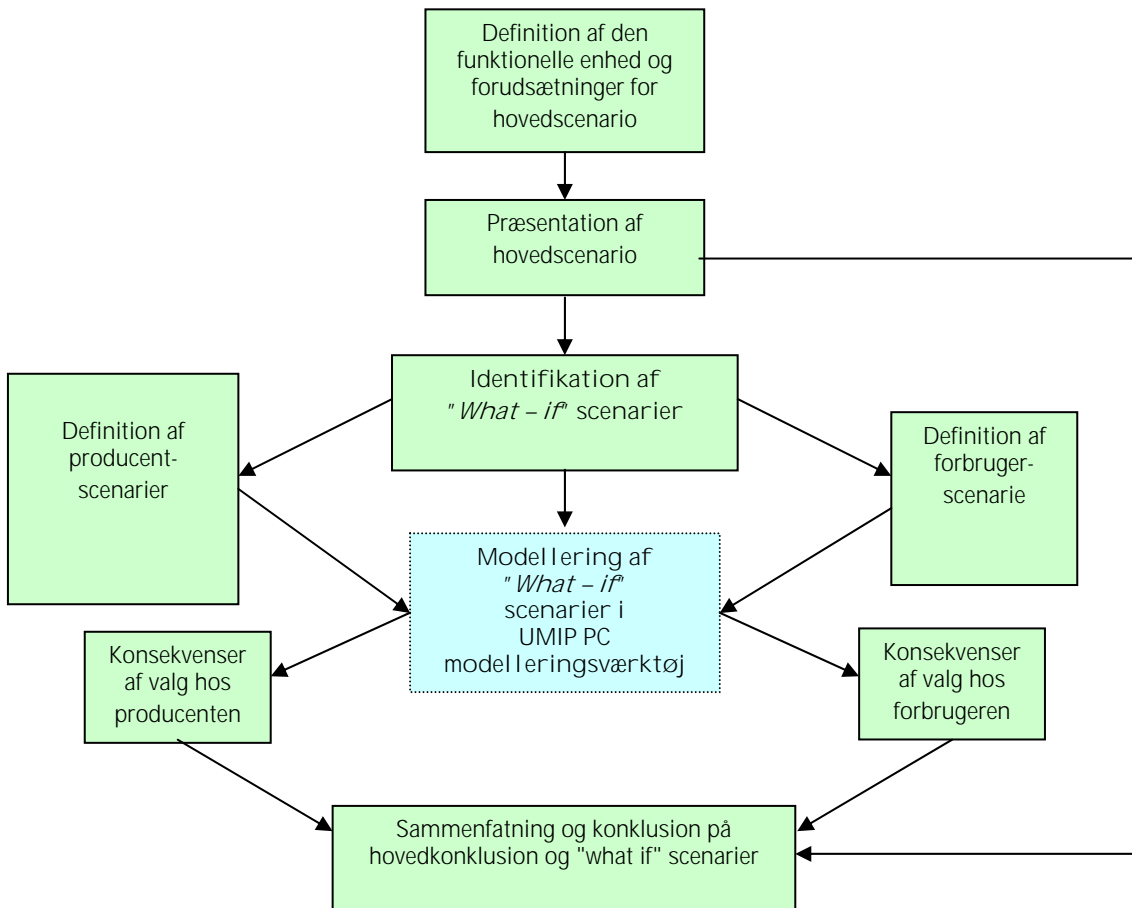 Definition af den
funktionelle enhed og
forudsætninger for
hovedscenario
Præsentation af
hovedscenario
Identifikation af
"What – if" scenarier
Definition af
producent-
scenarier
Definition af
forbruger-
scenarie
Modellering af
"What – if"
scenarier i
UMIP PC
modelleringsværktøj
Konsekvenser
af valg hos
producenten
Konsekvenser
af valg hos
forbrugeren
Sammenfatning og konklusion på
hovedkonklusion og "what if" scenarier